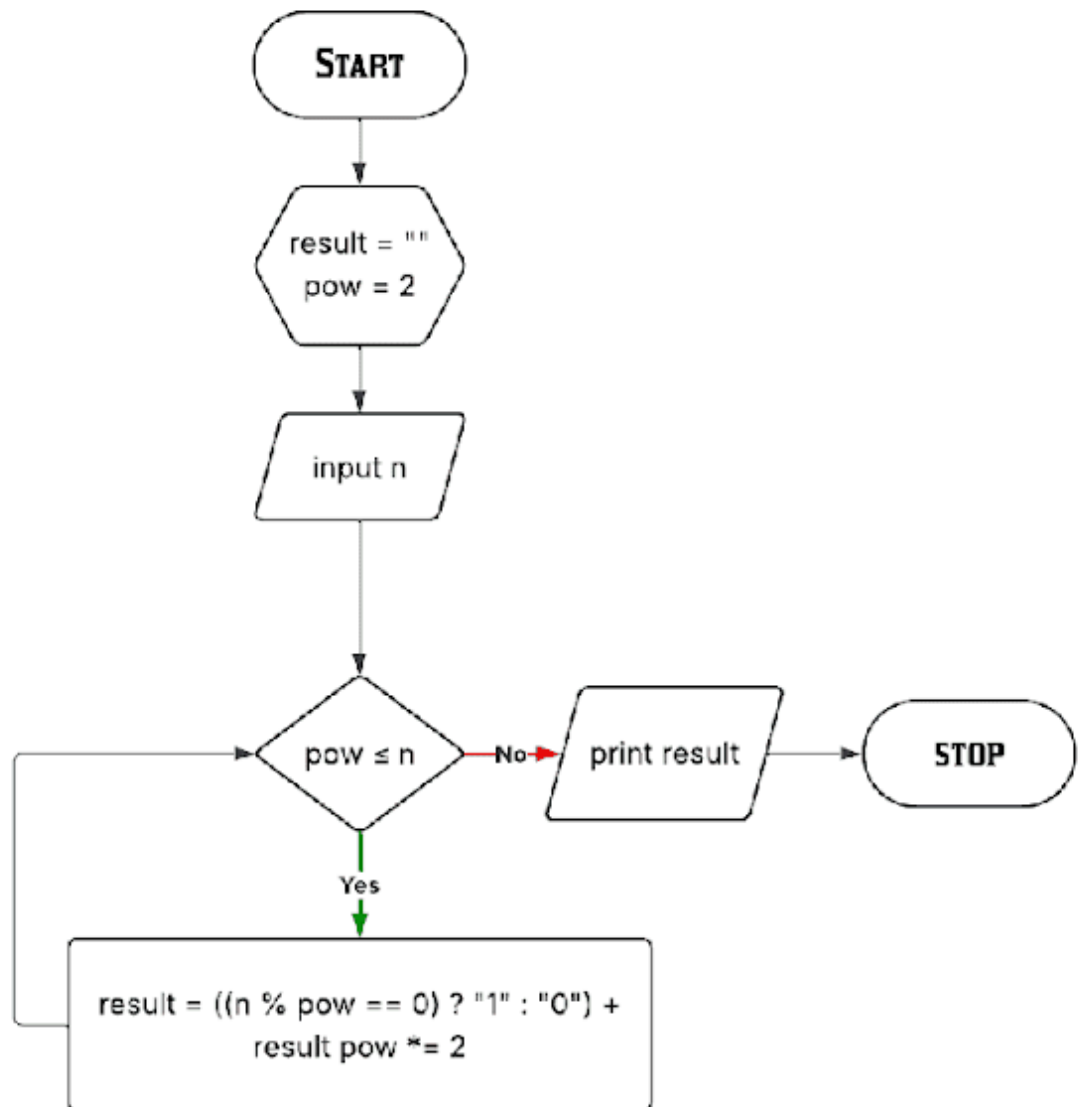 START
result = ""
pow = 2
input n
pow ≤ n
No
print result
STOP
Yes
result = ((n % pow == 0) ? "1" : "0") +
result pow *= 2